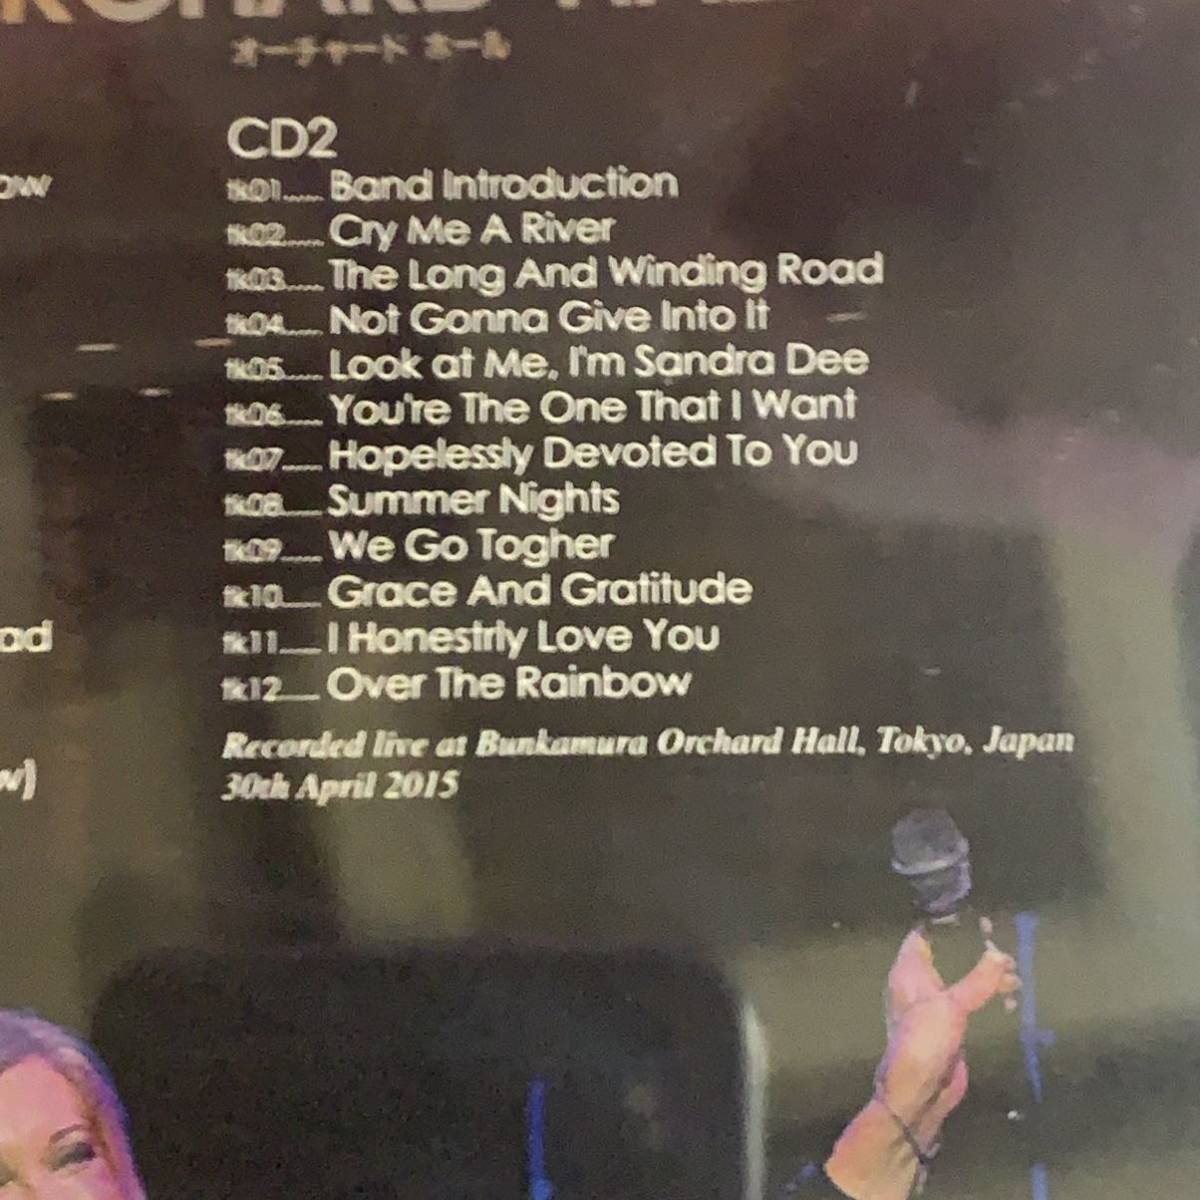 オーチャード ホール
CD2
tk01...... Band Introduction
ow
tk02...... Cry Me A River
tk03...... The Long And Winding Road
tk04...... Not Gonna Give Into It
tk05...... Look at Me, I'm Sandra Dee
tk06...... You're The One That I Want
tk07...... Hopelessly Devoted To You
tk08...... Summer Nights
tk09...... We Go Togher
tk10...... Grace And Gratitude
ad
tk11...... I Honestrly Love You
tk12...... Over The Rainbow
Recorded live at Bunkamura Orchard Hall, Tokyo, Japan
w)
30th April 2015